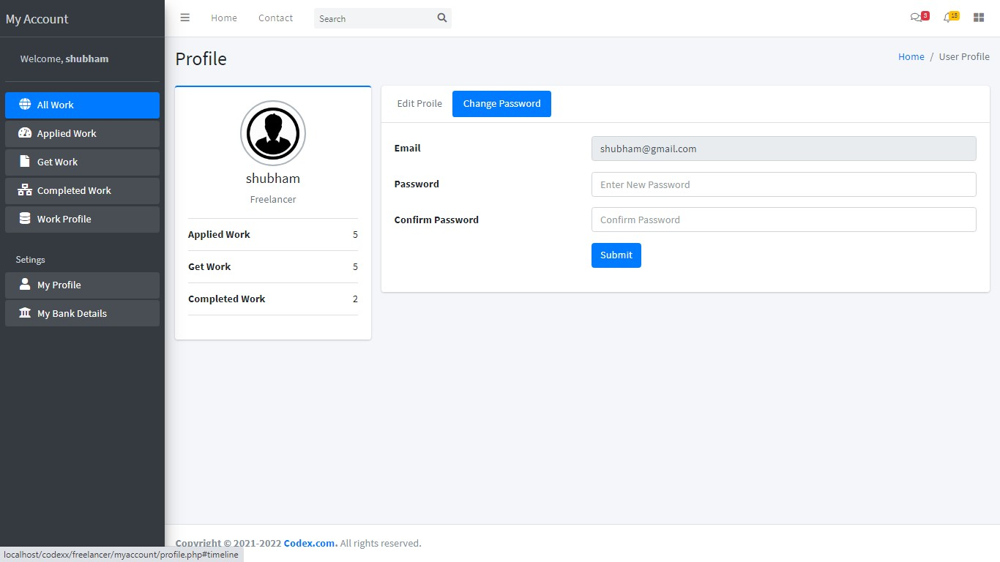 My Account
Home
Contact
Search
3
15
Welcome, shubham
Profile
Home / User Profile
All Work
Applied Work
Get Work
Completed Work
Work Profile
Setings
My Profile
My Bank Details
shubham
Freelancer
Applied Work 5
Get Work 5
Completed Work 2
Edit Proile
Change Password
Email shubham@gmail.com
Password Enter New Password
Confirm Password Confirm Password
Submit
Copyright © 2021-2022 Codex.com. All rights reserved.
localhost/codexx/freelancer/myaccount/profile.php#timeline